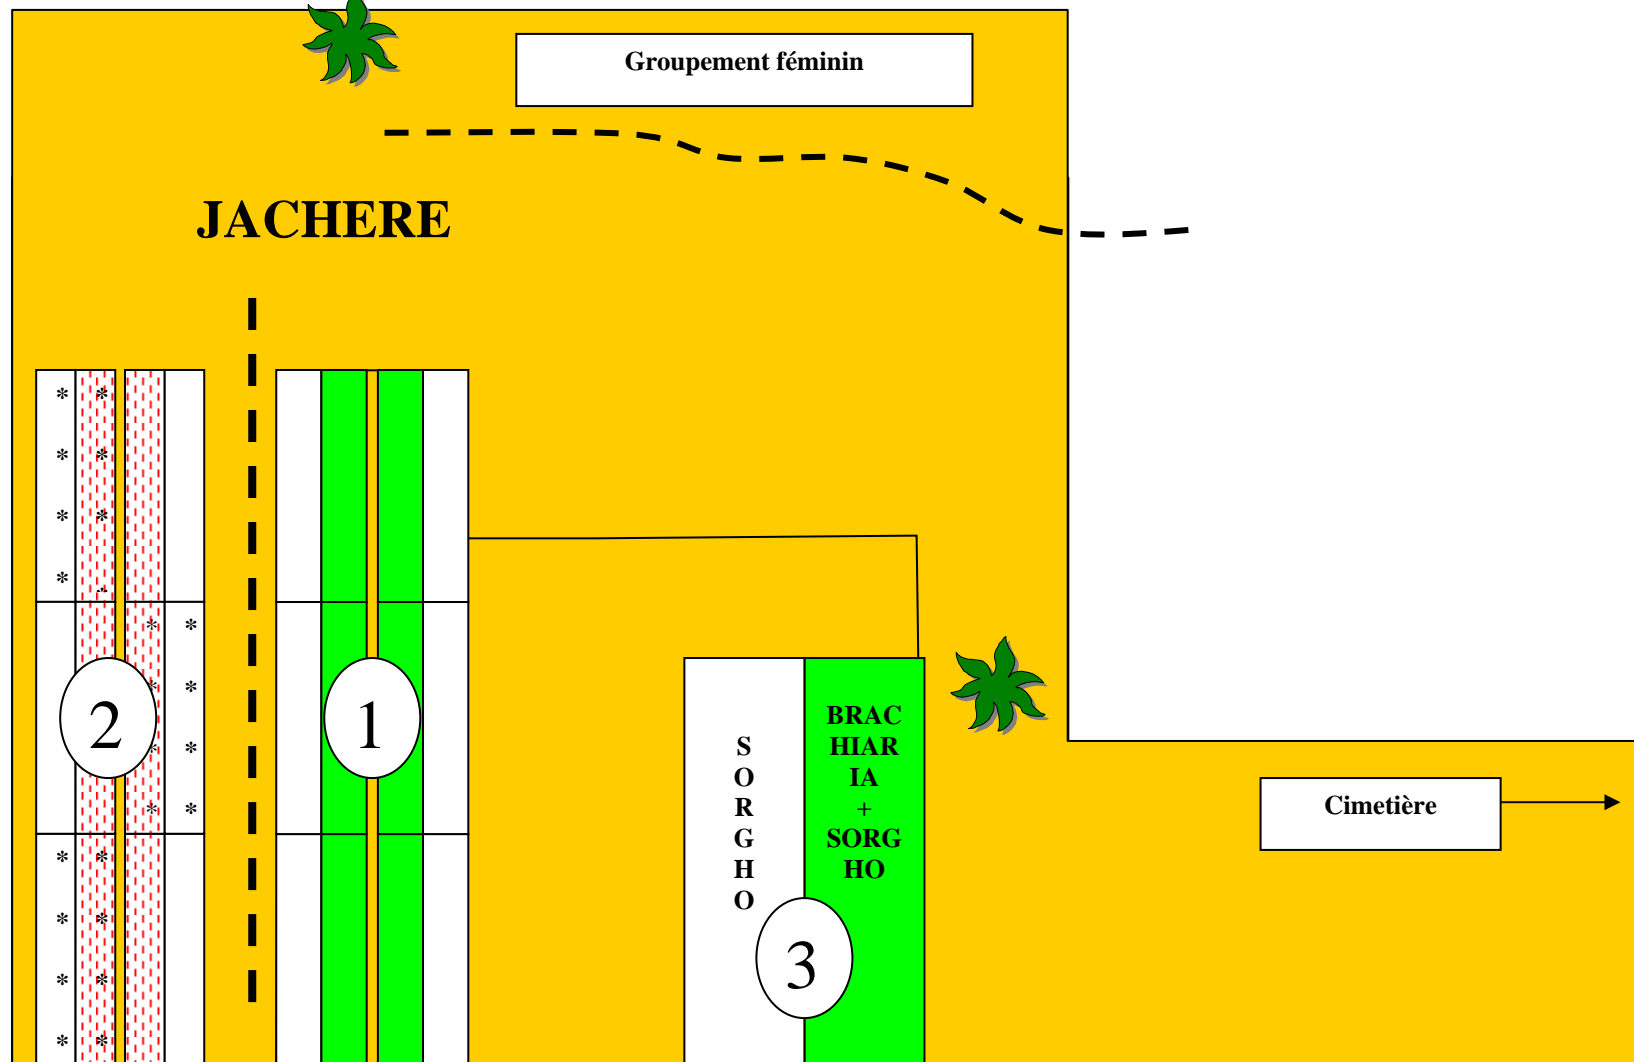 Groupement féminin
JACHERE
2
1
S
O
R
G
H
O
BRAC
HIAR
IA
+
SORG
HO
3
Cimetière